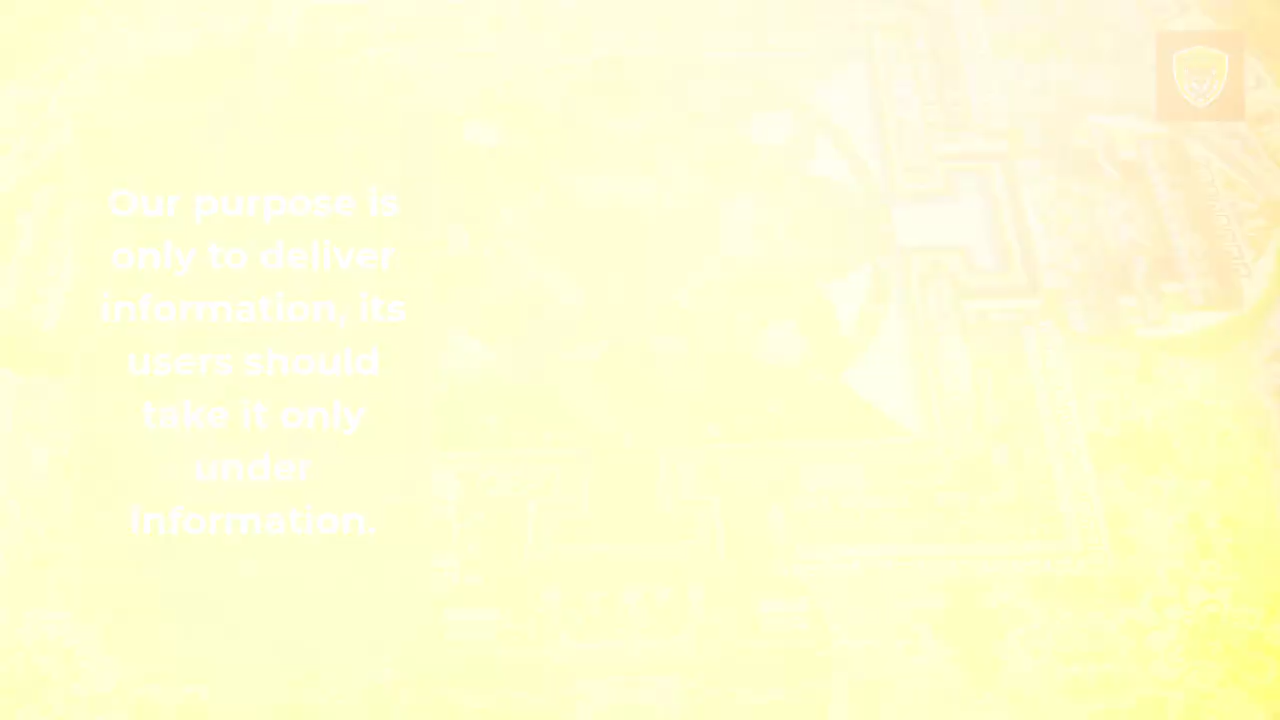 Our purpose is
only to deliver
information, its
users should
take it only
under
information.